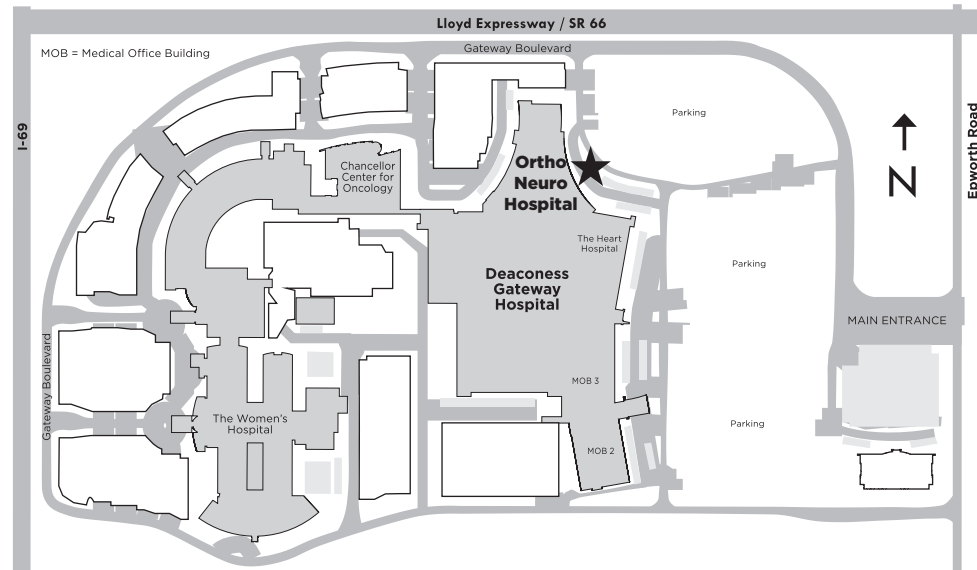 Lloyd Expressway / SR 66
MOB = Medical Office Building
Gateway Boulevard
I-69
Epworth Road
Parking
N
Chancellor
Center for
Oncology
Ortho
Neuro
Hospital
The Heart
Hospital
Deaconess
Gateway
Hospital
Parking
MAIN ENTRANCE
Gateway Boulevard
MOB 3
The Women's
Hospital
Parking
MOB 2